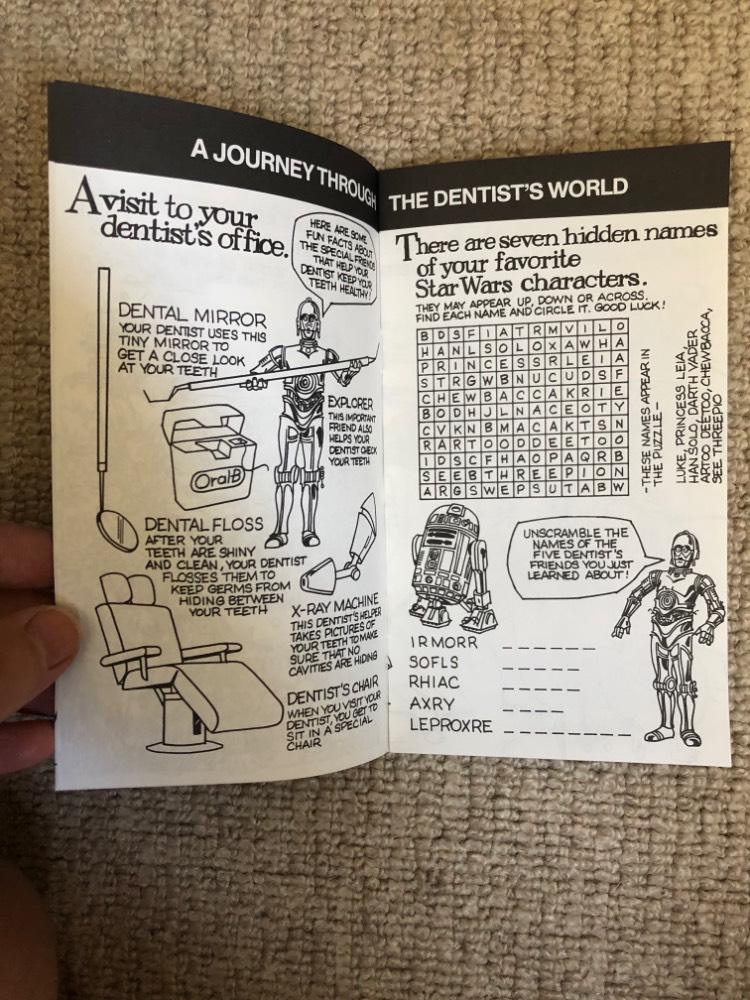 A JOURNEY THROUGH
A visit to your
dentist's office.
HERE ARE SOME
FUN FACTS ABOUT
THE SPECIAL FRIENDS
THAT HELP YOUR
DENTIST KEEP YOUR
TEETH HEALTHY!
DENTAL MIRROR
YOUR DENTIST USES THIS
TINY MIRROR TO
GET A CLOSE LOOK
AT YOUR TEETH
EXPLORER
THIS IMPORTANT
FRIEND ALSO
HELPS YOUR
DENTIST CHECK
YOUR TEETH
Oral-B
DENTAL FLOSS
AFTER YOUR
TEETH ARE SHINY
AND CLEAN, YOUR DENTIST
FLOSSES THEM TO
KEEP GERMS FROM
HIDING BETWEEN
YOUR TEETH
X-RAY MACHINE
THIS DENTIST'S HELPER
TAKES PICTURES OF
YOUR TEETH TO MAKE
SURE THAT NO
CAVITIES ARE HIDING
DENTIST'S CHAIR
WHEN YOU VISIT YOUR
DENTIST, YOU GET TO
SIT IN A SPECIAL
CHAIR
THE DENTIST'S WORLD
There are seven hidden names
of your favorite
Star Wars characters.
THEY MAY APPEAR UP, DOWN OR ACROSS.
FIND EACH NAME AND CIRCLE IT. GOOD LUCK!
B D S F I A T R M V I L O
H A N L S O L O X A W H A
P R I N C E S S R L E I A
S T R G W B N U C U D S F
C H E W B A C C A K R I E
B O D H J L N A C E O T Y
C V K N B M A C A K T S N
R A R T O O D D E E T O O
I D S C F H A O P A Q R B
S E E B T H R E E P I O N
A R G S W E P S U T A B W
-THESE NAMES APPEAR IN
THE PUZZLE-
LUKE, PRINCESS LEIA,
HAN SOLO, DARTH VADER
ARTOO DEETOO, CHEWBACCA,
SEE THREEPIO
UNSCRAMBLE THE
NAMES OF THE
FIVE DENTIST'S
FRIENDS YOU JUST
LEARNED ABOUT!
IRMORR _ _ _ _ _ _
SOFLS _ _ _ _ _
RHIAC _ _ _ _ _
AXRY _ _ _ _
LEPROXRE _ _ _ _ _ _ _ _